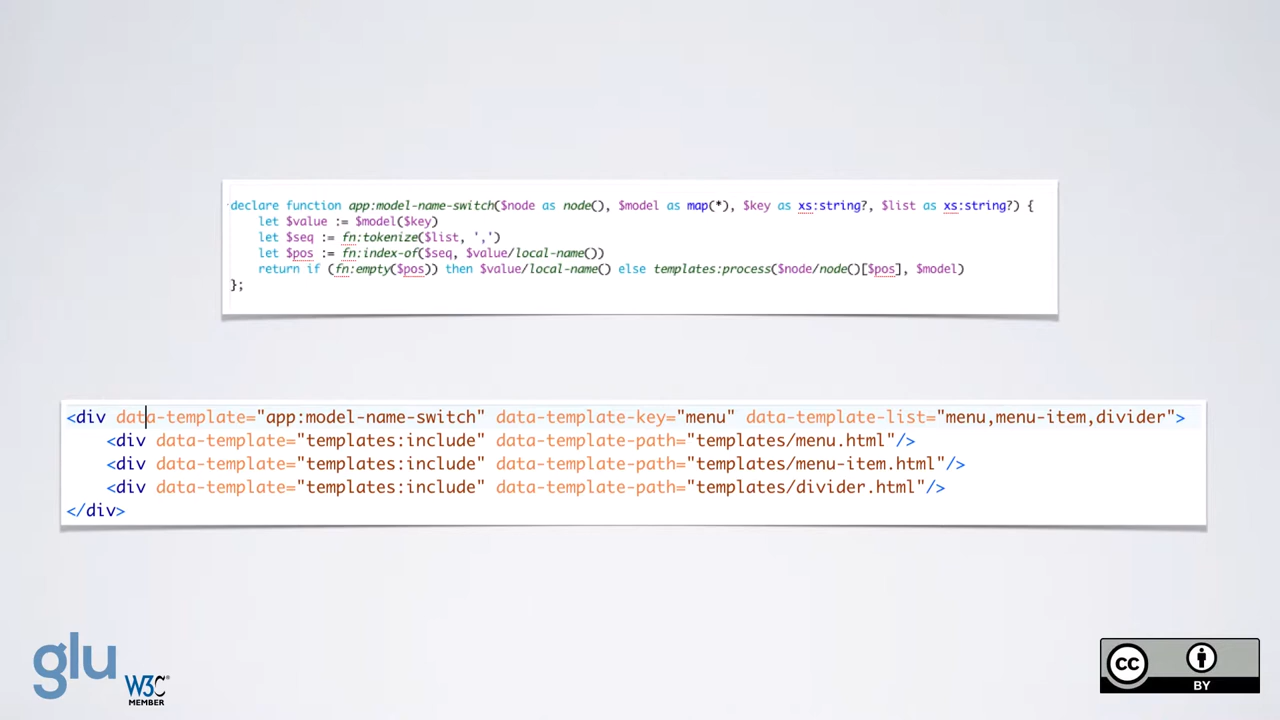 declare function app:model-name-switch($node as node(), $model as map(*), $key as xs:string?, $list as xs:string?) {
let $value := $model($key)
let $seq := fn:tokenize($list, ',')
let $pos := fn:index-of($seq, $value/local-name())
return if (fn:empty($pos)) then $value/local-name() else templates:process($node/node()[$pos], $model)
};
<div data-template="app:model-name-switch" data-template-key="menu" data-template-list="menu,menu-item,divider">
<div data-template="templates:include" data-template-path="templates/menu.html"/>
<div data-template="templates:include" data-template-path="templates/menu-item.html"/>
<div data-template="templates:include" data-template-path="templates/divider.html"/>
</div>
glu
W3C®
MEMBER
cc
BY